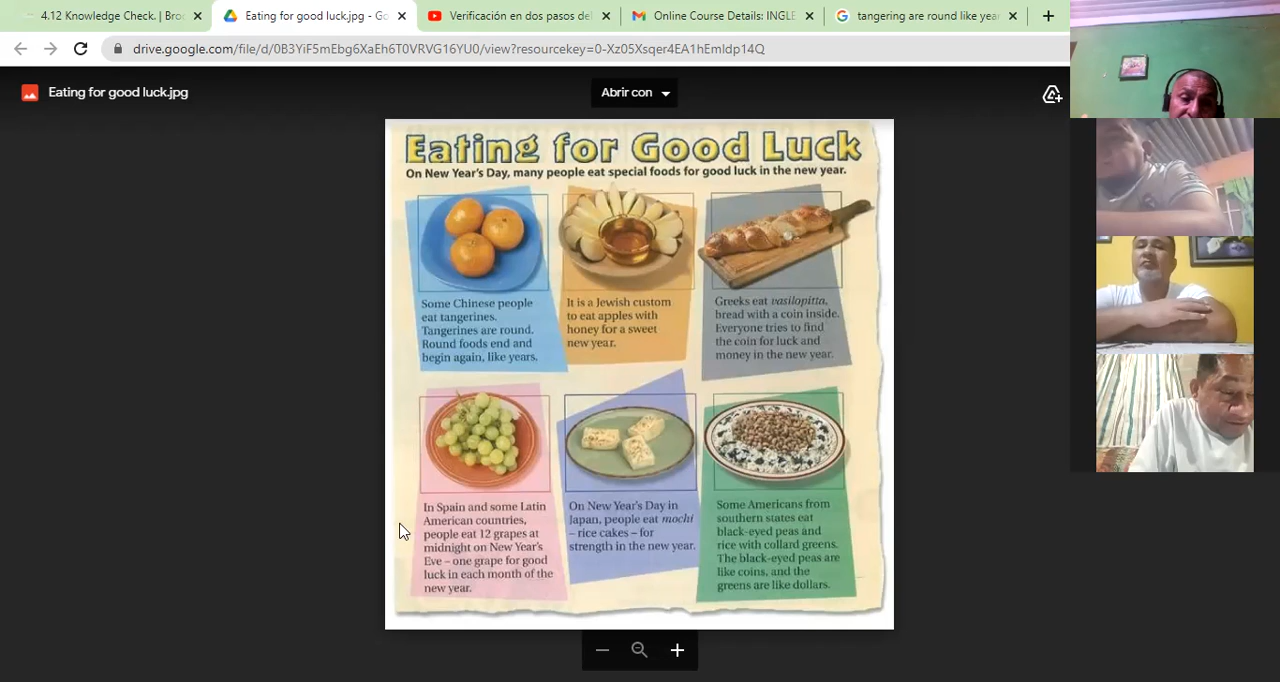 4.12 Knowledge Check. | Bro
Eating for good luck.jpg - Go
Verificación en dos pasos del
Online Course Details: INGLE
tangering are round like year
drive.google.com/file/d/0B3YiF5mEbg6XaEh6T0VRVG16YU0/view?resourcekey=0-Xz05Xsqer4EA1hEmIdp14Q
Eating for good luck.jpg
Abrir con
Eating for Good Luck
On New Year's Day, many people eat special foods for good luck in the new year.
Some Chinese people
eat tangerines.
Tangerines are round.
Round foods end and
begin again, like years.
It is a Jewish custom
to eat apples with
honey for a sweet
new year.
Greeks eat vasilopitta,
bread with a coin inside.
Everyone tries to find
the coin for luck and
money in the new year.
In Spain and some Latin
American countries,
people eat 12 grapes at
midnight on New Year's
Eve – one grape for good
luck in each month of the
new year.
On New Year's Day in
Japan, people eat mochi
– rice cakes – for
strength in the new year.
Some Americans from
southern states eat
black-eyed peas and
rice with collard greens.
The black-eyed peas are
like coins, and the
greens are like dollars.